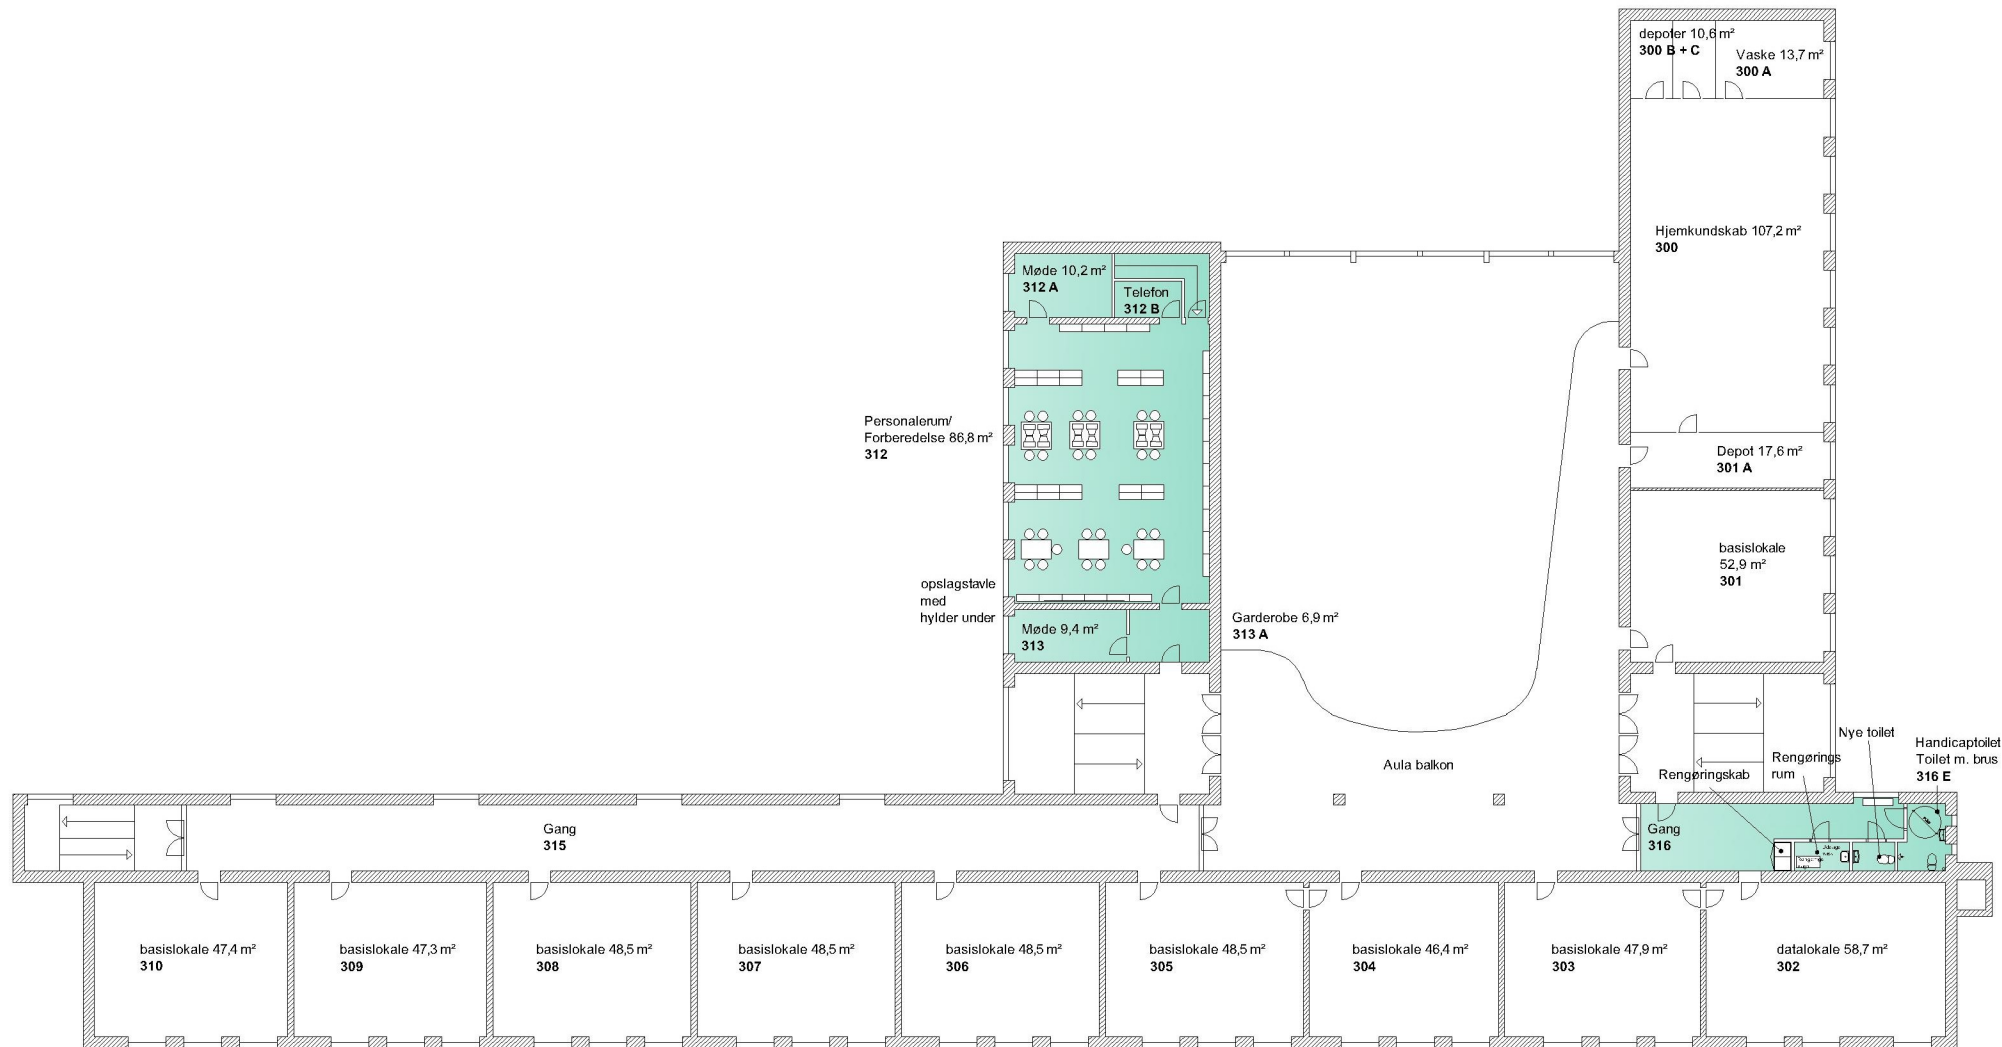 depoter 10,6 m²
300 B + C
Vaske 13,7 m²
300 A
Hjemkundskab 107,2 m²
300
Møde 10,2 m²
312 A
Telefon
312 B
Personalerum/
Forberedelse 86,8 m²
312
Depot 17,6 m²
301 A
basislokale
52,9 m²
301
opslagstavle
med
hylder under
Møde 9,4 m²
313
Garderobe 6,9 m²
313 A
Aula balkon
Nye toilet
Handicaptoilet
Toilet m. brus
316 E
Rengørings
rum
Rengøringskab
Gang
315
Gang
316
basislokale 47,4 m²
310
basislokale 47,3 m²
309
basislokale 48,5 m²
308
basislokale 48,5 m²
307
basislokale 48,5 m²
306
basislokale 48,5 m²
305
basislokale 46,4 m²
304
basislokale 47,9 m²
303
datalokale 58,7 m²
302